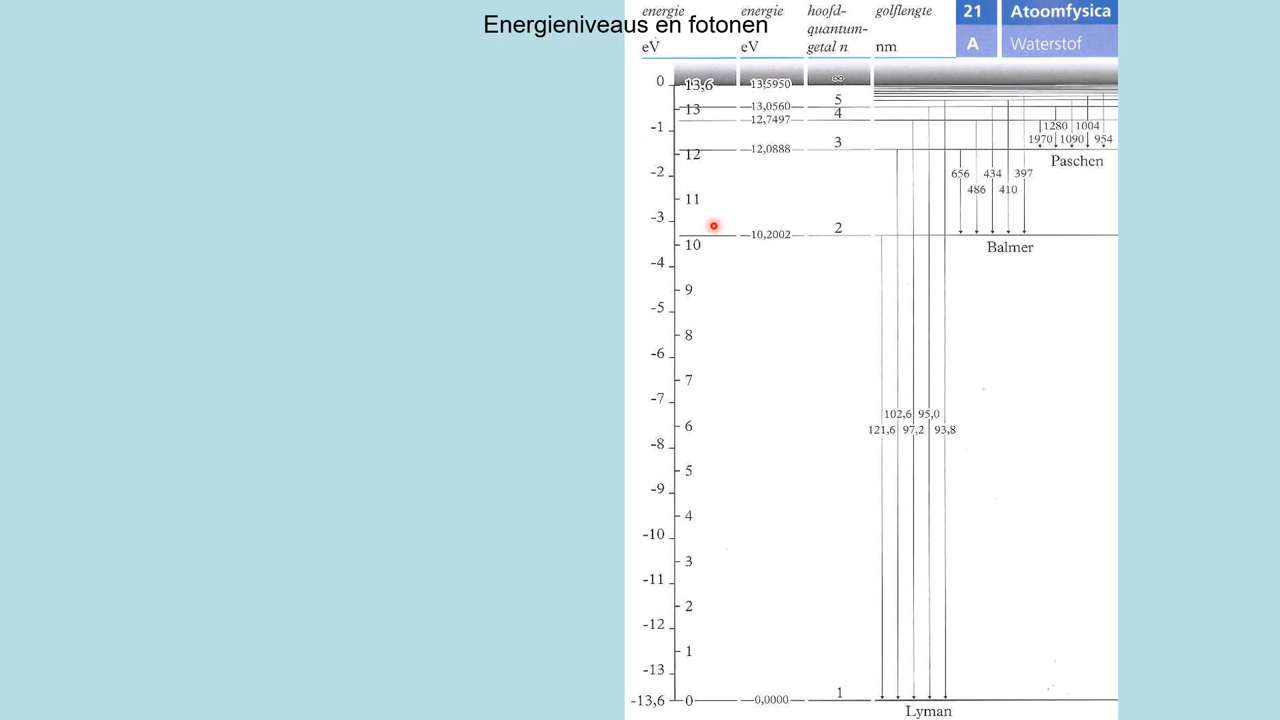 Energieniveaus en fotonen
energie energie hoofd- golflengte 21 Atoomfysica
quantum-
eV eV getal n nm A Waterstof
0 13,6 13,5950 ∞
5
13 13,0560
4
-1 12,7497
1280 1004
1970 1090 954
3
12 12,0888
Paschen
-2 656 434 397
486 410
11
-3
2
10,2002
10 Balmer
-4
9
-5
8
-6
7
-7
102,6 95,0
6 121,6 97,2 93,8
-8
5
-9
4
-10
3
-11
2
-12
1
-13
1
-13,6 0 0,0000
Lyman